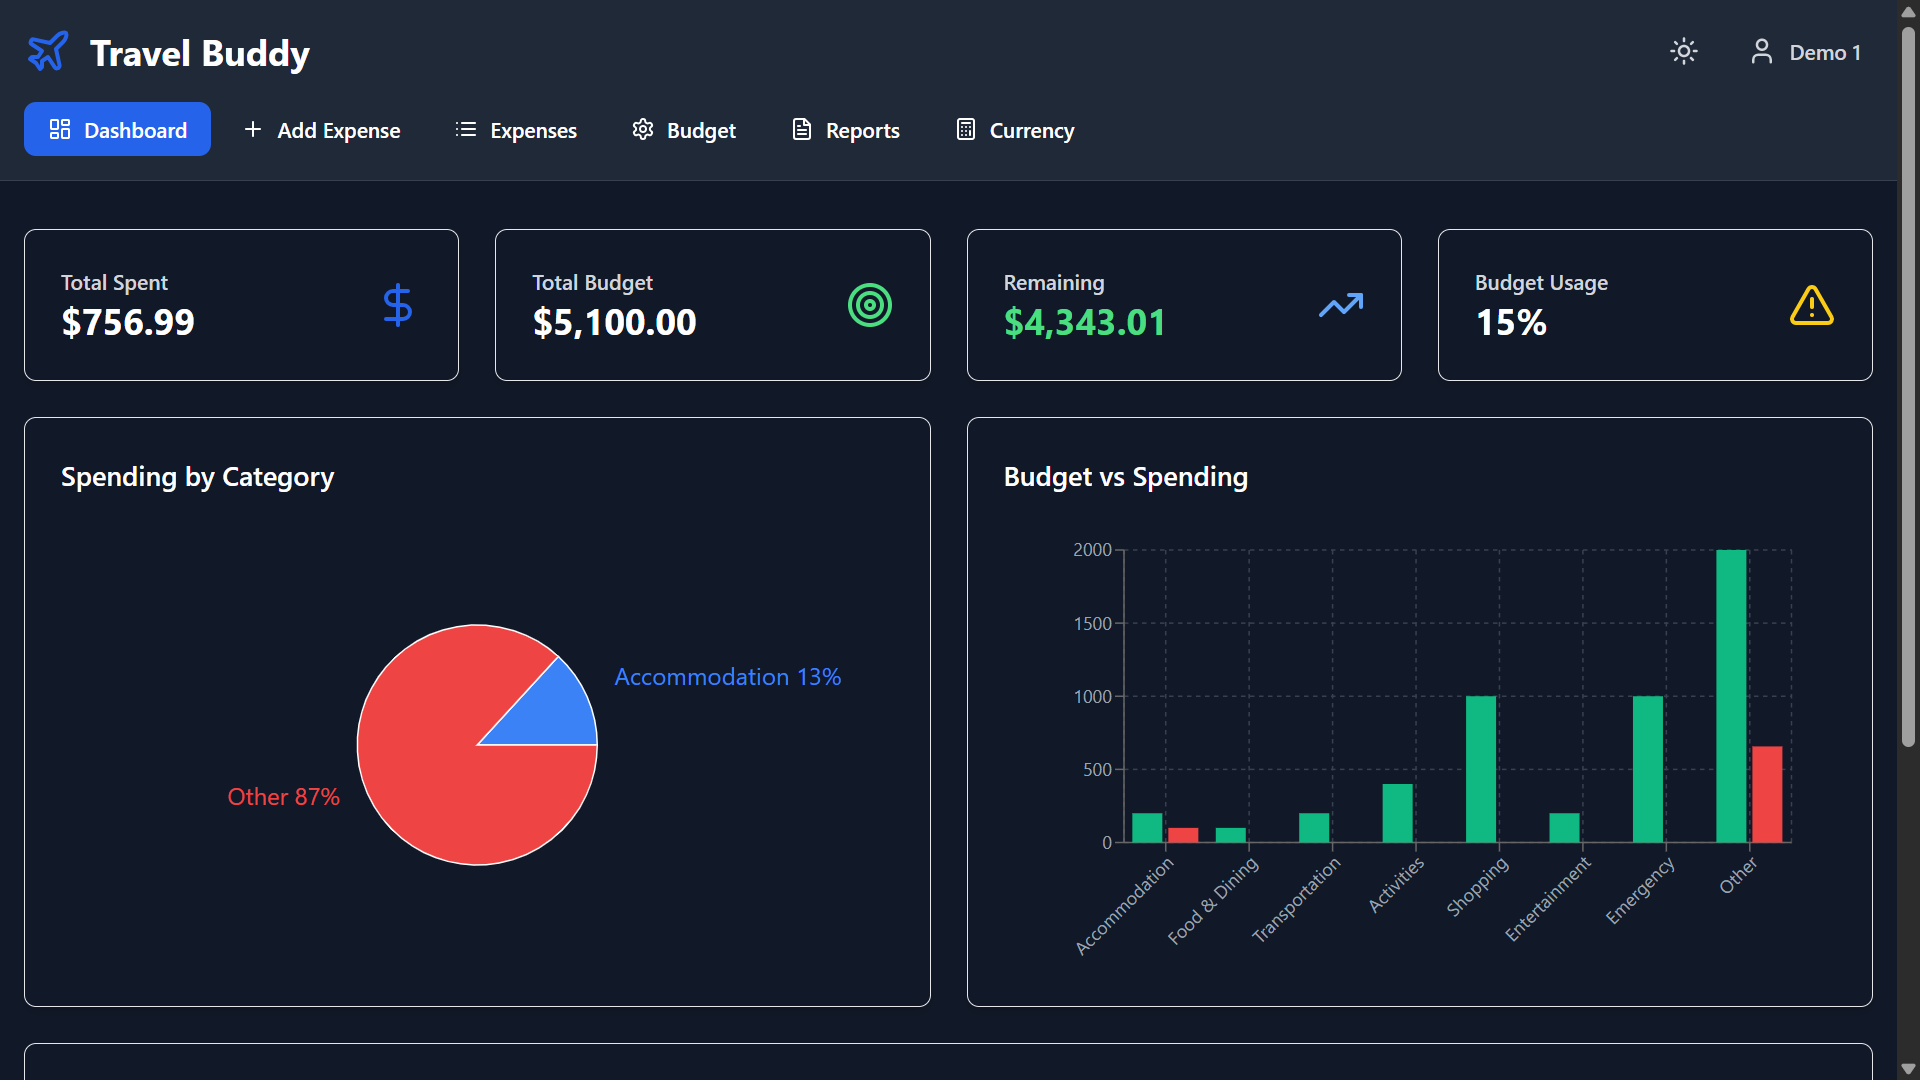 Travel Buddy
Demo 1
Dashboard
Add Expense
Expenses
Budget
Reports
Currency
Total Spent
$756.99
Total Budget
$5,100.00
Remaining
$4,343.01
Budget Usage
15%
Spending by Category
Accommodation 13%
Other 87%
Budget vs Spending
2000
1500
1000
500
0
Accommodation
Food & Dining
Transportation
Activities
Shopping
Entertainment
Emergency
Other